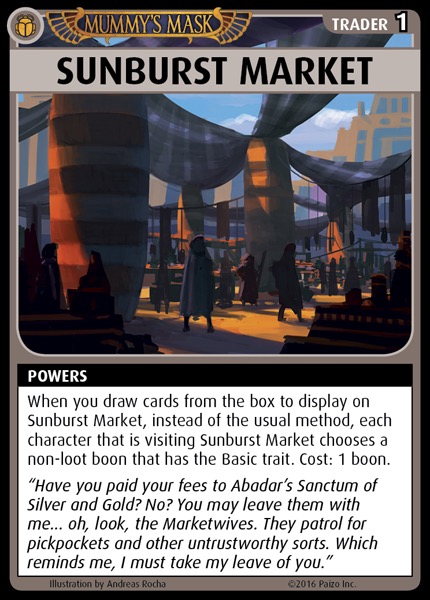 MUMMY'S MASK
TRADER 1
SUNBURST MARKET
POWERS
When you draw cards from the box to display on
Sunburst Market, instead of the usual method, each
character that is visiting Sunburst Market chooses a
non-loot boon that has the Basic trait. Cost: 1 boon.
“Have you paid your fees to Abadar’s Sanctum of
Silver and Gold? No? You may leave them with
me... oh, look, the Marketwives. They patrol for
pickpockets and other untrustworthy sorts. Which
reminds me, I must take my leave of you.”
Illustration by Andreas Rocha ©2016 Paizo Inc.